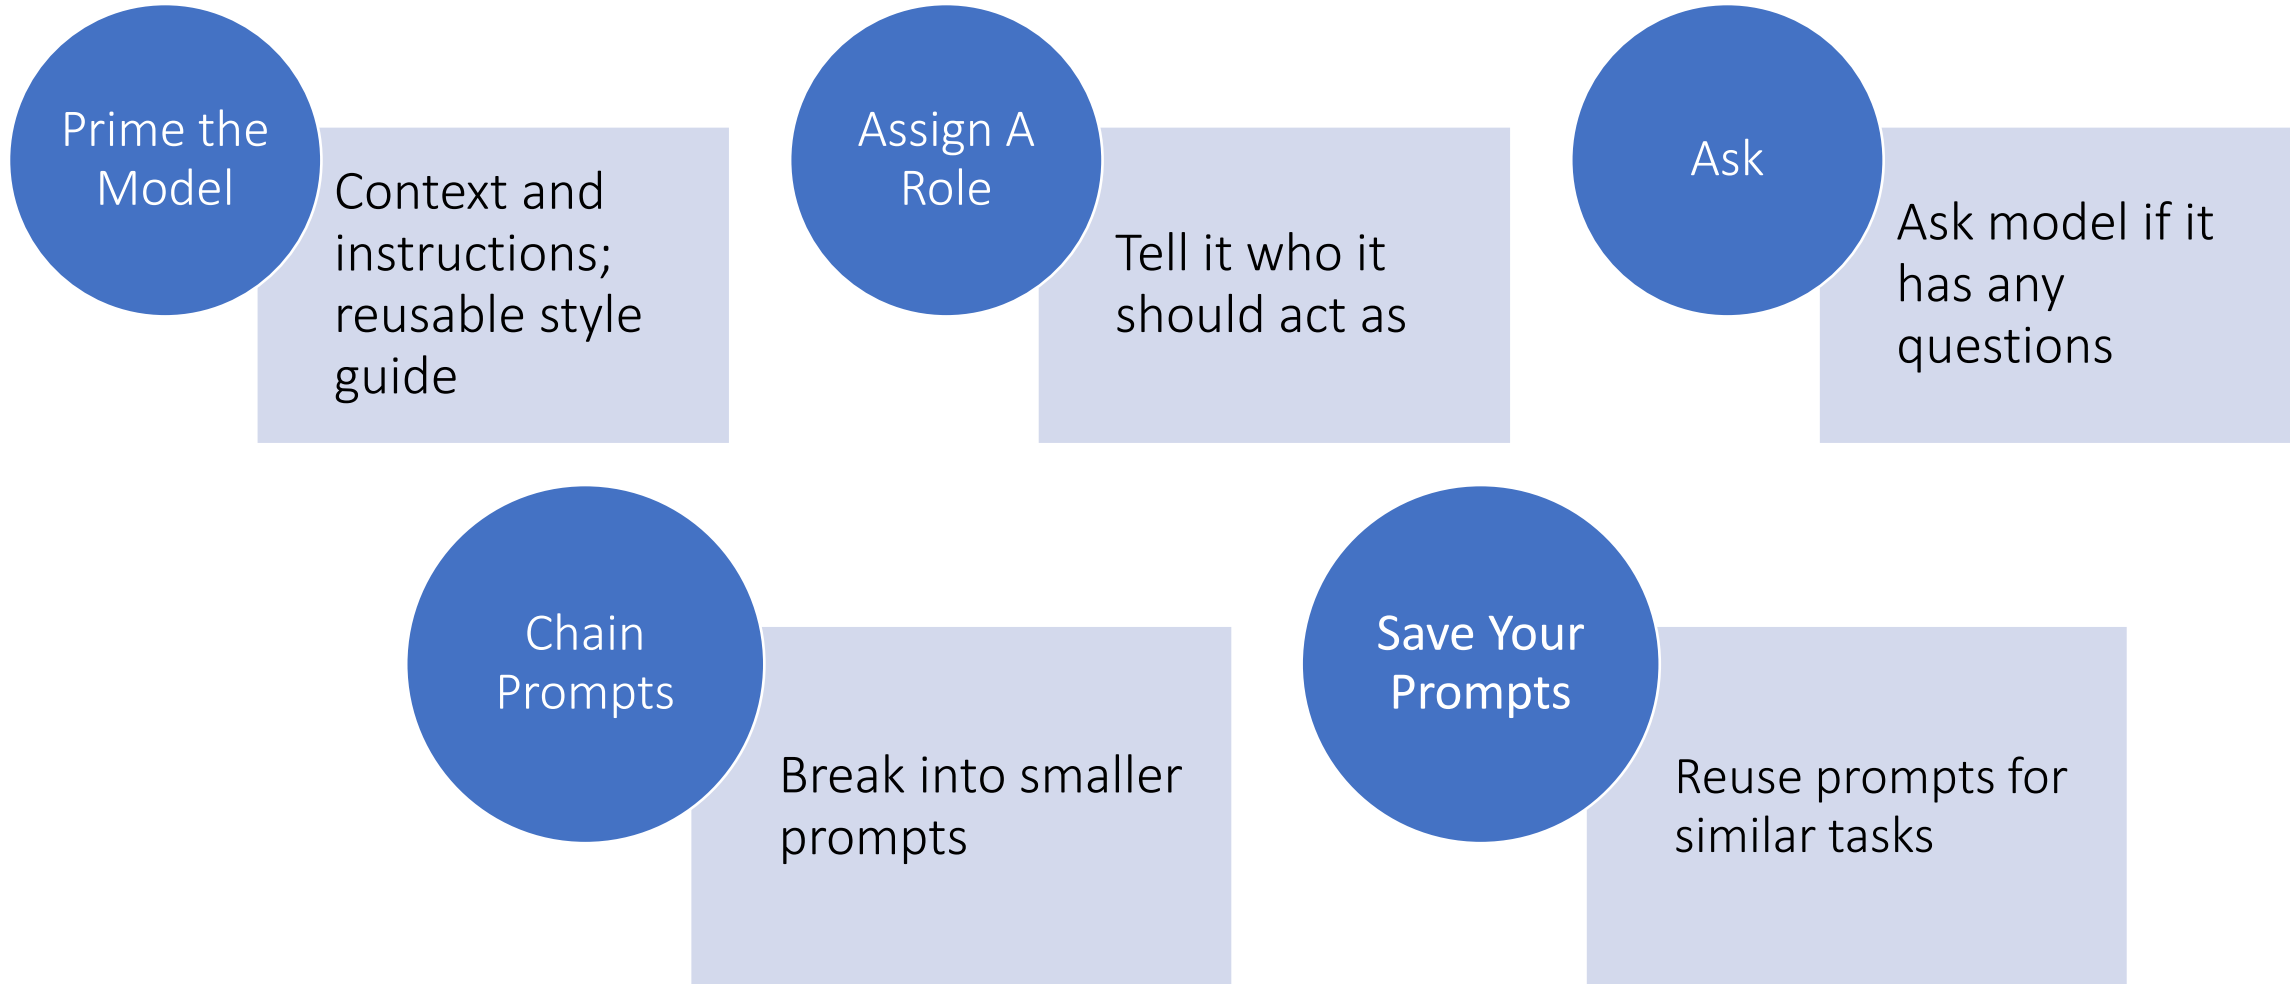 Prime the
Model
Context and
instructions;
reusable style
guide
Assign A
Role
Tell it who it
should act as
Ask
Ask model if it
has any
questions
Chain
Prompts
Break into smaller
prompts
Save Your
Prompts
Reuse prompts for
similar tasks